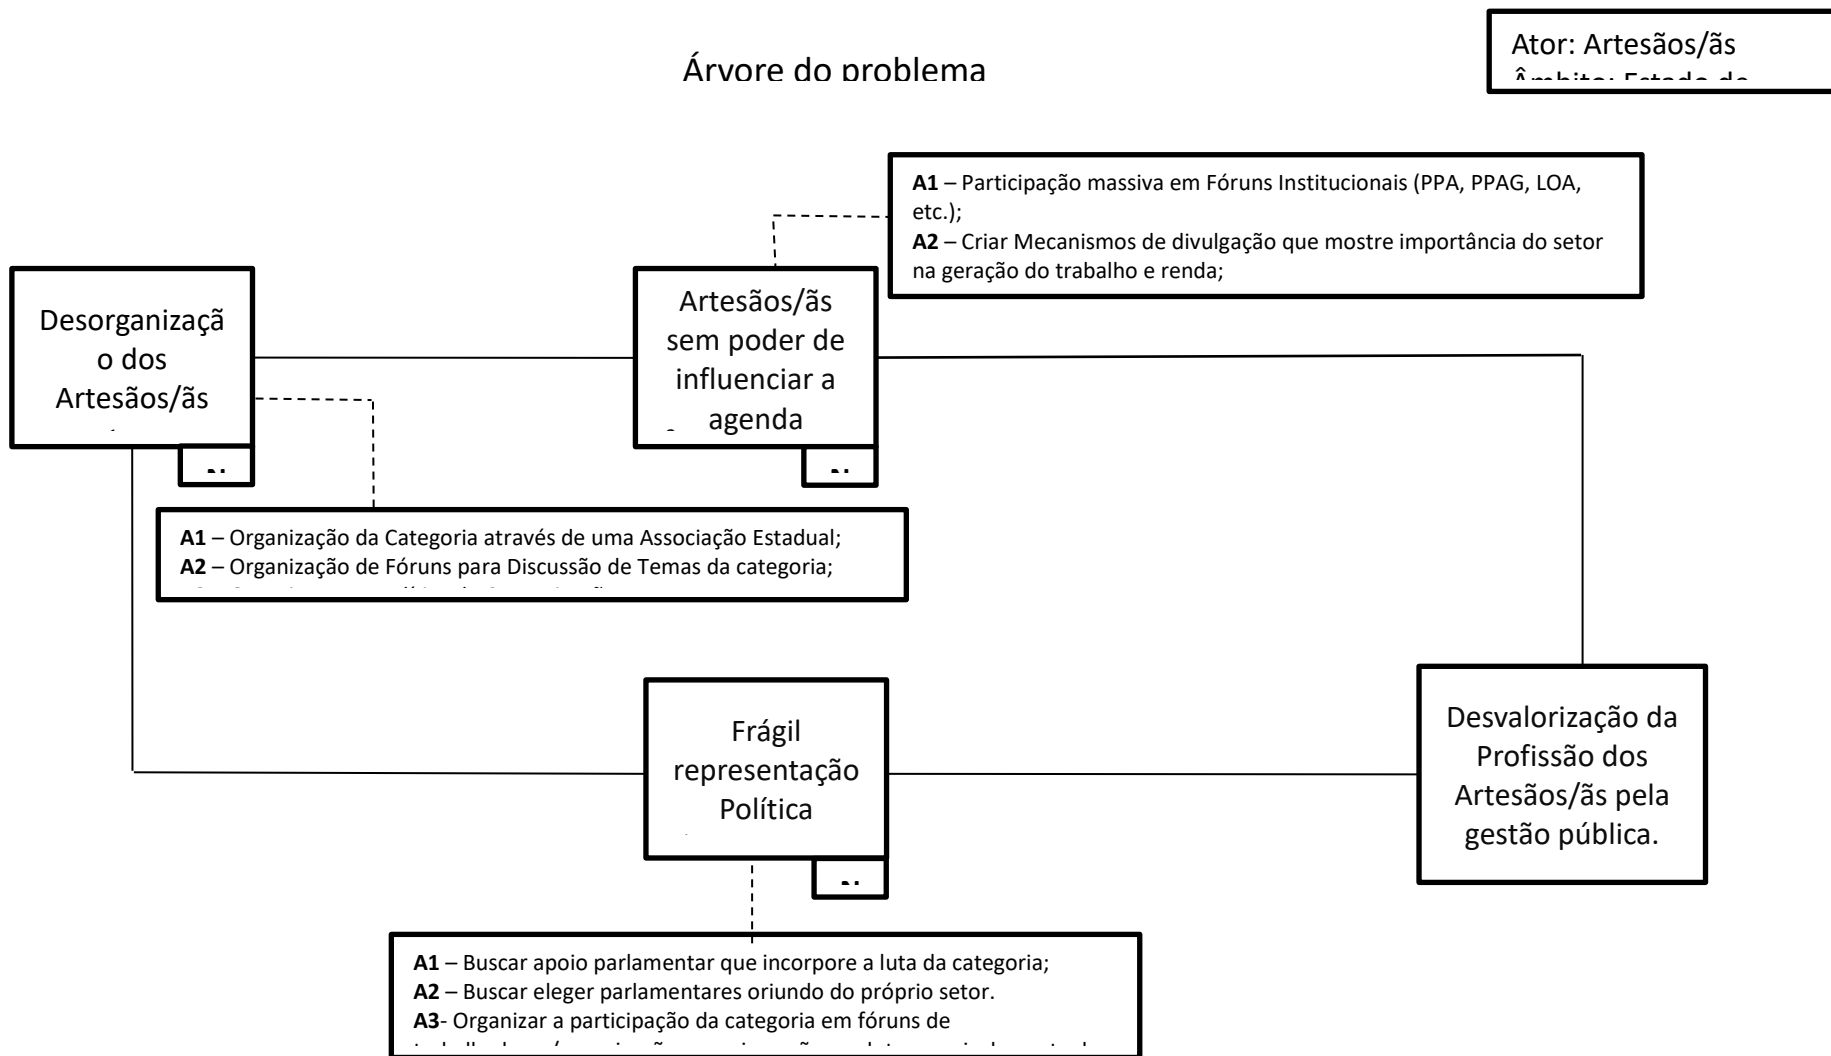 Árvore do problema
Ator: Artesãos/ãs
Âmbito: Estado de
A1 – Participação massiva em Fóruns Institucionais (PPA, PPAG, LOA,
etc.);
A2 – Criar Mecanismos de divulgação que mostre importância do setor
na geração do trabalho e renda;
Desorganizaçã
o dos
Artesãos/ãs
Artesãos/ãs
sem poder de
influenciar a
agenda
A1 – Organização da Categoria através de uma Associação Estadual;
A2 – Organização de Fóruns para Discussão de Temas da categoria;
Frágil
representação
Política
Desvalorização da
Profissão dos
Artesãos/ãs pela
gestão pública.
A1 – Buscar apoio parlamentar que incorpore a luta da categoria;
A2 – Buscar eleger parlamentares oriundo do próprio setor.
A3- Organizar a participação da categoria em fóruns de